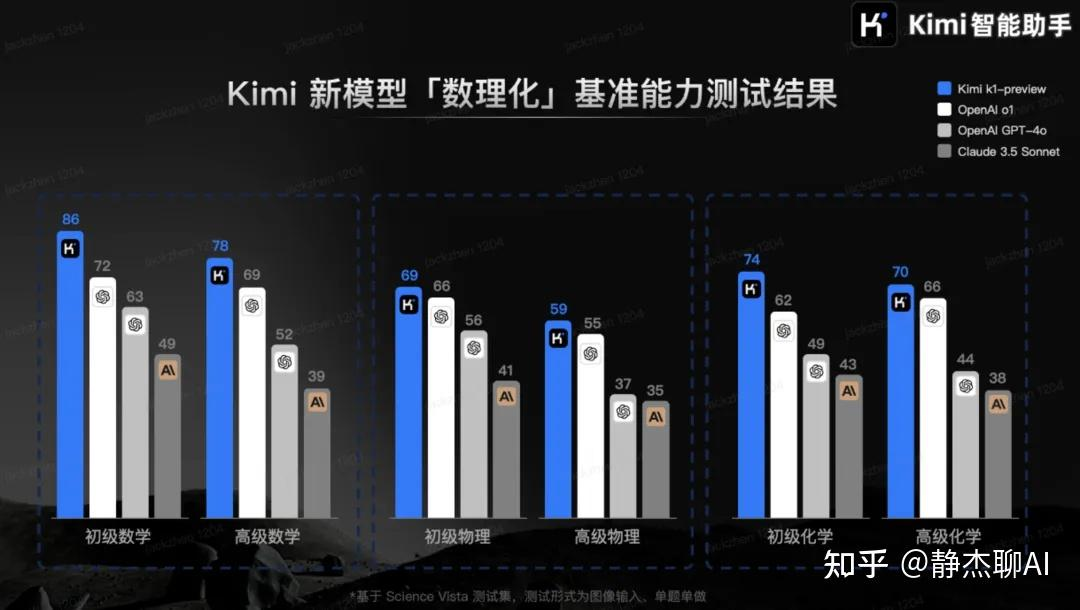 Kimi智能助手
Kimi 新模型「数理化」基准能力测试结果
Kimi k1-preview
OpenAI o1
OpenAI GPT-4o
Claude 3.5 Sonnet
86
72
63
49
78
69
52
39
69
66
56
41
59
55
37
35
74
62
49
43
70
66
44
38
初级数学
高级数学
初级物理
高级物理
初级化学
高级化学
知乎 @静杰聊AI
*基于 Science Vista 测试集，测试形式为图像输入、单题单做
jackzhen 1204